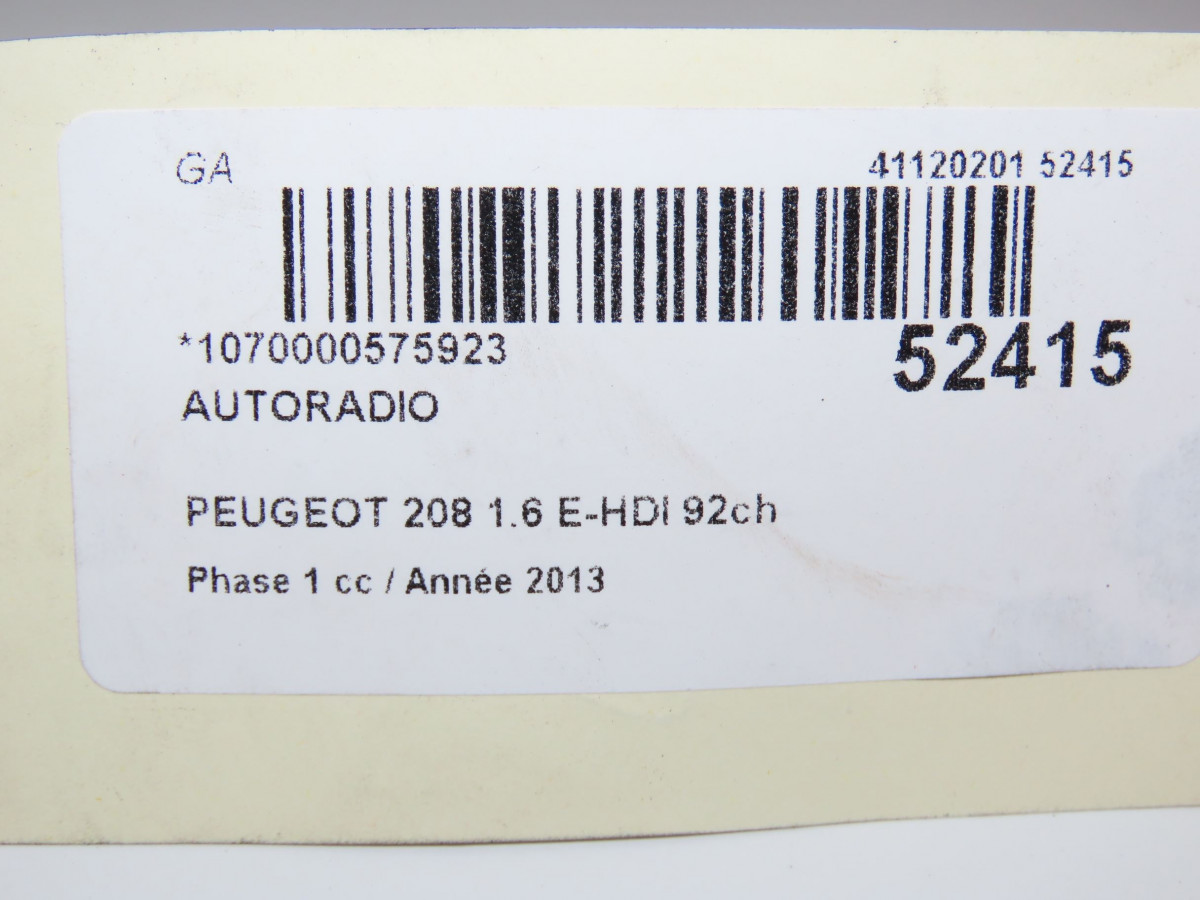 GA
41120201 52415
*1070000575923
52415
AUTORADIO
PEUGEOT 208 1.6 E-HDI 92ch
Phase 1 cc / Année 2013